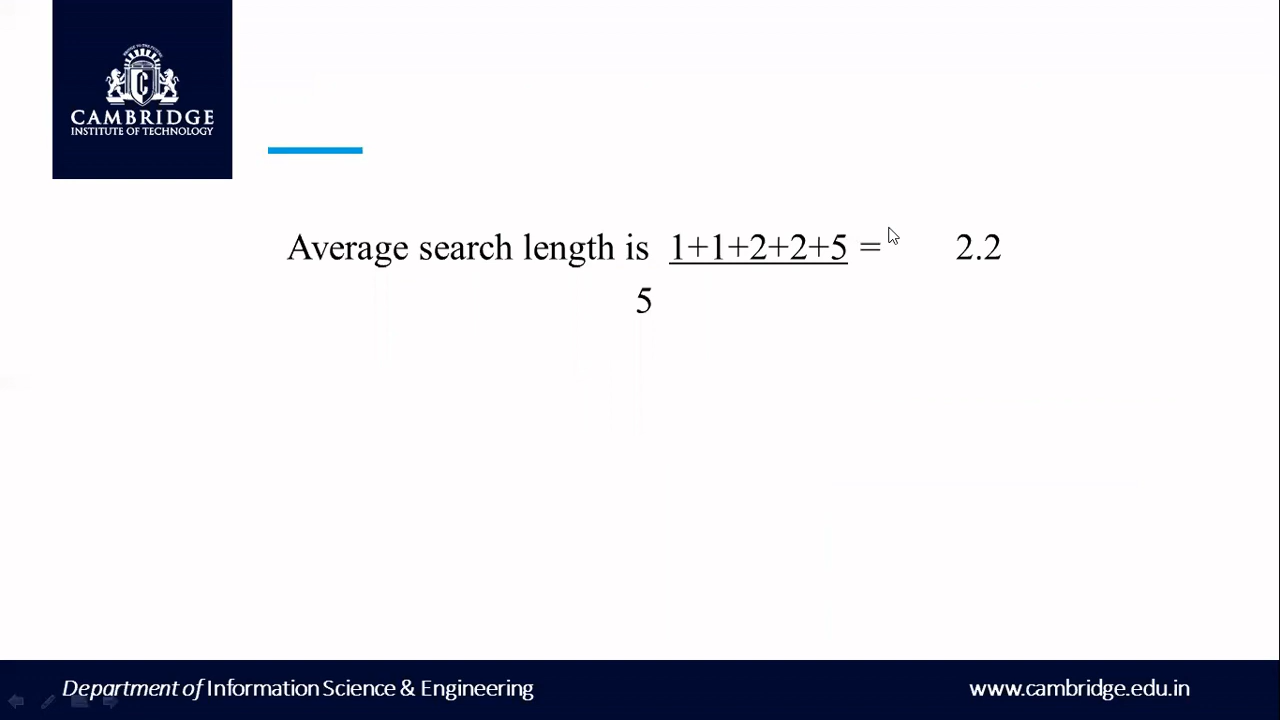 CAMBRIDGE
INSTITUTE OF TECHNOLOGY
Average search length is 1+1+2+2+5 = 2.2
5
Department of Information Science & Engineering
www.cambridge.edu.in